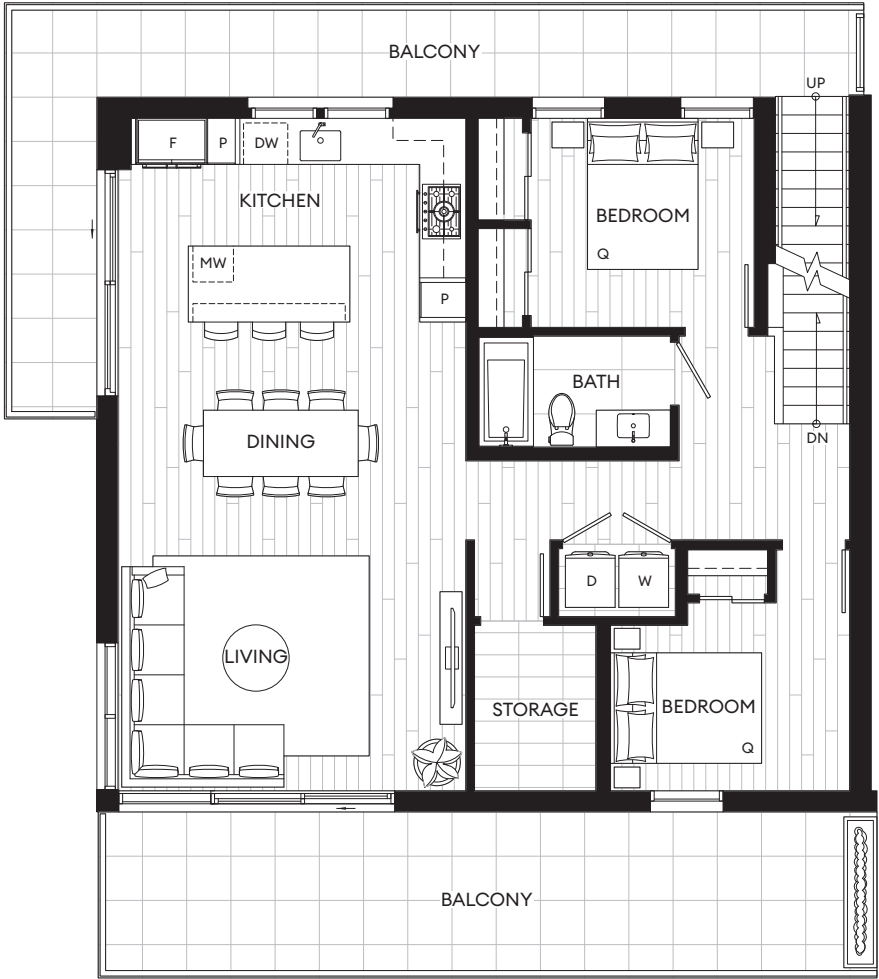 BALCONY
UP
F
P
DW
KITCHEN
BEDROOM
Q
MW
P
BATH
DINING
DN
D
W
LIVING
STORAGE
BEDROOM
Q
BALCONY